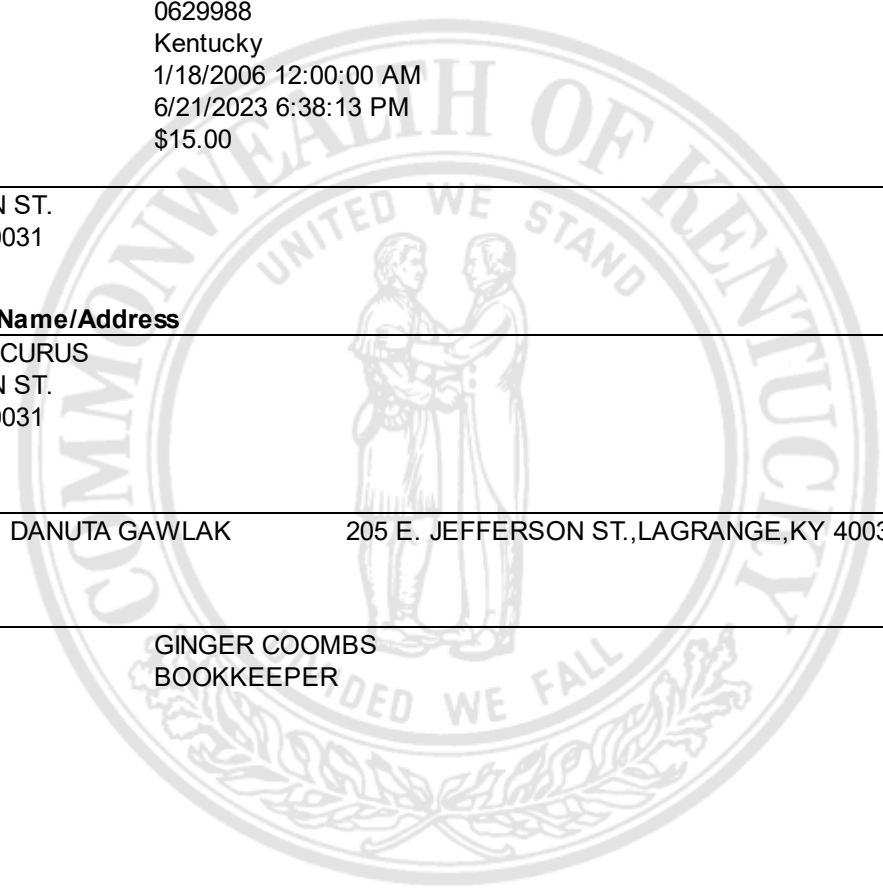 0629988
Kentucky
1/18/2006 12:00:00 AM
6/21/2023 6:38:13 PM
$15.00
N ST.
0031
Name/Address
CURUS
N ST.
0031
DANUTA GAWLAK 205 E. JEFFERSON ST.,LAGRANGE,KY 4003
GINGER COOMBS
BOOKKEEPER
COMMONWEALTH OF KENTUCKY
UNITED WE STAND
DED WE FALL